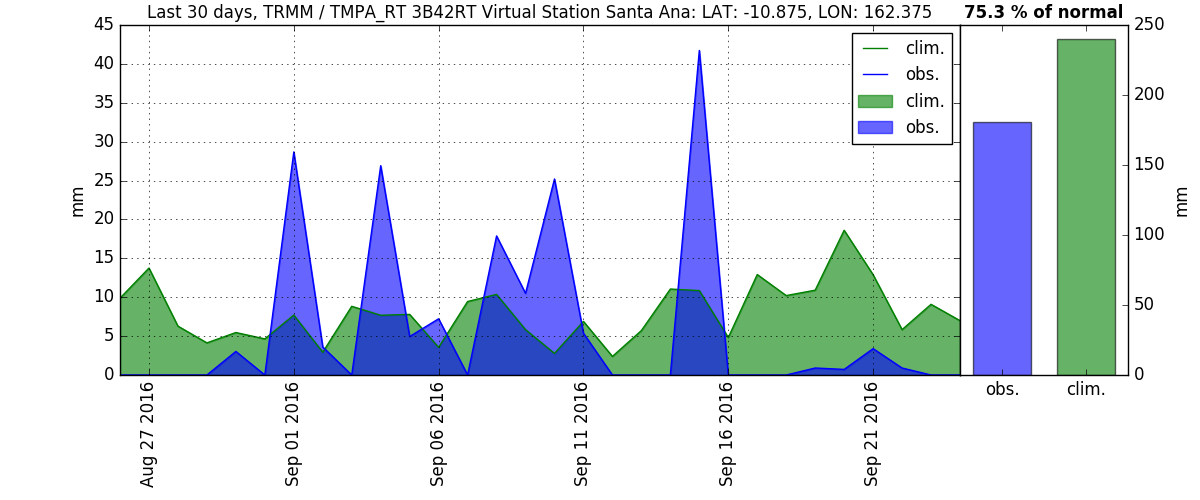 Last 30 days, TRMM / TMPA_RT 3B42RT Virtual Station Santa Ana: LAT: -10.875, LON: 162.375
75.3 % of normal
45
40
35
30
25
20
15
10
5
0
mm
clim.
obs.
clim.
obs.
Aug 27 2016
Sep 01 2016
Sep 06 2016
Sep 11 2016
Sep 16 2016
Sep 21 2016
250
200
150
100
50
0
mm
obs.
clim.